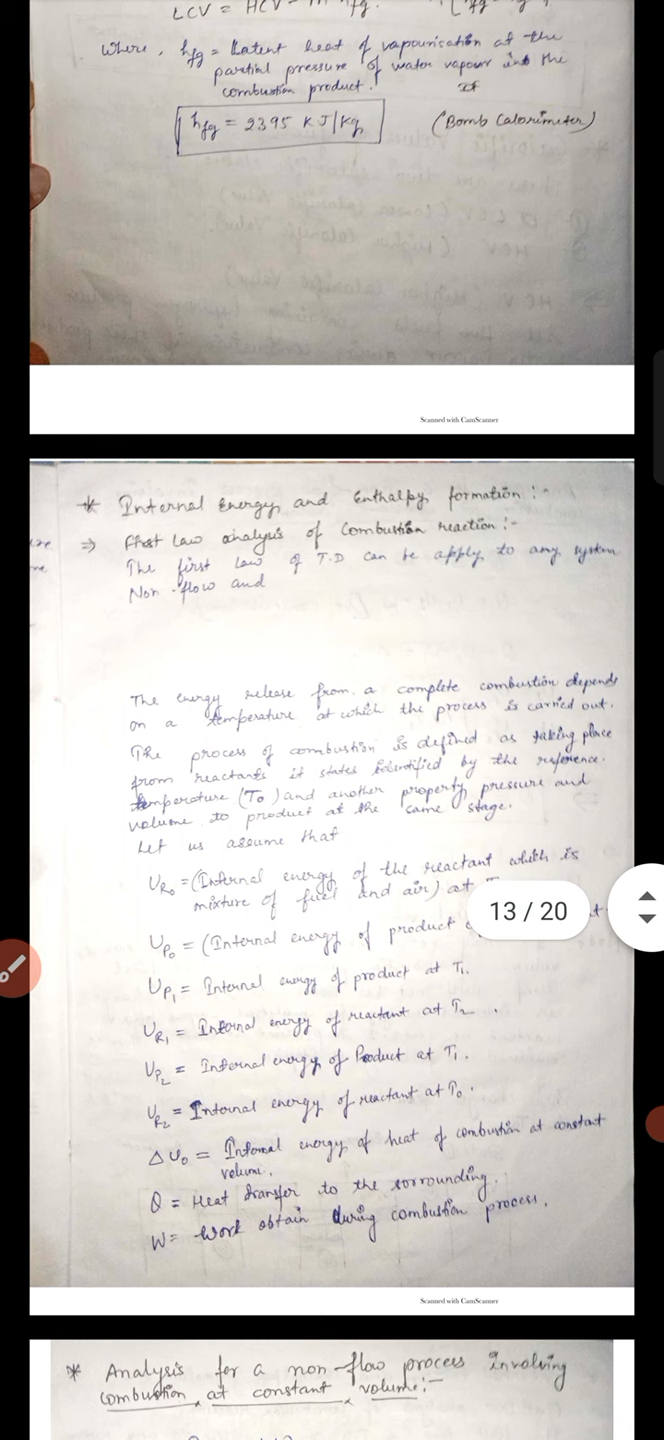 LCV = HCV - m hfg.
Where, hfg = Latent heat of vapourisation at the
partial pressure of water vapour into the
combustion product.
hfg = 2395 KJ/Kg. (Bomb Calorimeter)
Scanned with CamScanner
* Internal Energy and Enthalpy formation :-
⇒ First Law analysis of Combustion reaction :-
The first Law of T.D can be apply to any system
Non-flow and
The energy release from a complete combustion depends
on a temperature at which the process is carried out.
The process of combustion is defined as taking place
from reactants it states identified by the reference.
temperature (To) and another property pressure and
volume to product at the same stage.
Let us assume that
UR0 = (Internal energy of the reactant which is
mixture of fuel and air) at
13 / 20
UP0 = (Internal energy of product
UP1 = Internal energy of product at T1.
UR1 = Internal energy of reactant at T2.
UP2 = Internal energy of Product at T1.
UR2 = Internal energy of reactant at T0.
ΔU0 = Internal energy of heat of combustion at constant
volume.
Q = Heat transfer to the sorrounding.
W = Work obtain during combustion process.
Scanned with CamScanner
* Analysis for a non-flow process Involving
combustion at constant volume:-